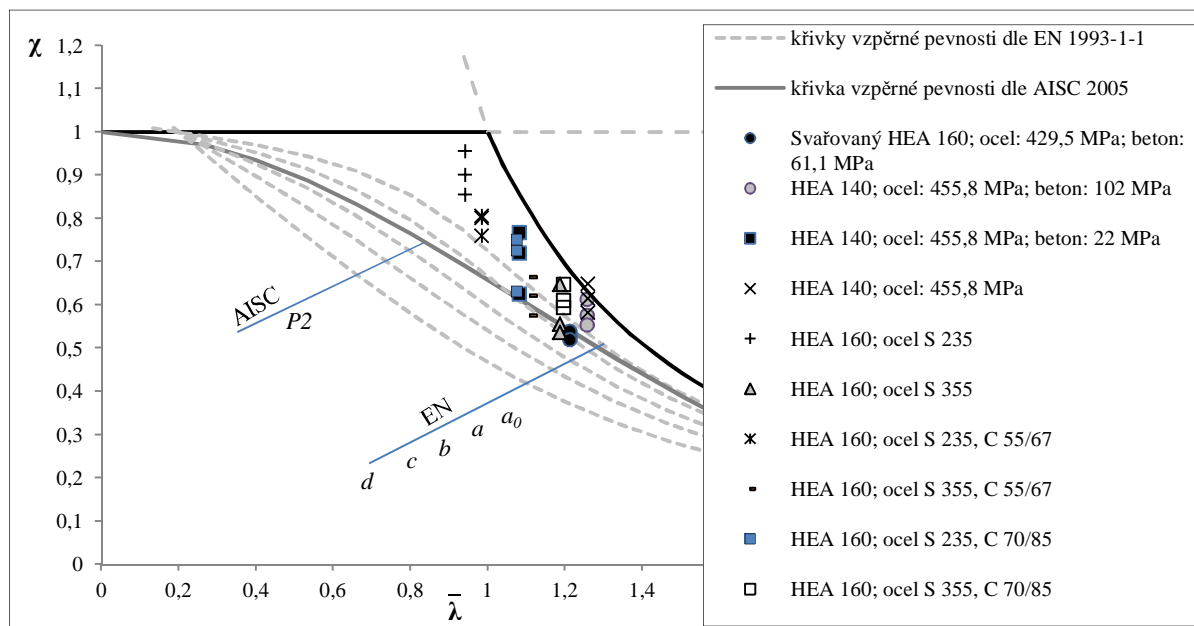 χ
1,2
1,1
1
0,9
0,8
0,7
0,6
0,5
0,4
0,3
0,2
0,1
0
0
0,2
0,4
0,6
0,8
1
1,2
1,4
λ̅
AISC
P2
EN
d
c
b
a
a₀
křivky vzpěrné pevnosti dle EN 1993-1-1
křivka vzpěrné pevnosti dle AISC 2005
Svařovaný HEA 160; ocel: 429,5 MPa; beton:
61,1 MPa
HEA 140; ocel: 455,8 MPa; beton: 102 MPa
HEA 140; ocel: 455,8 MPa; beton: 22 MPa
HEA 140; ocel: 455,8 MPa
HEA 160; ocel S 235
HEA 160; ocel S 355
HEA 160; ocel S 235, C 55/67
HEA 160; ocel S 355, C 55/67
HEA 160; ocel S 235, C 70/85
HEA 160; ocel S 355, C 70/85